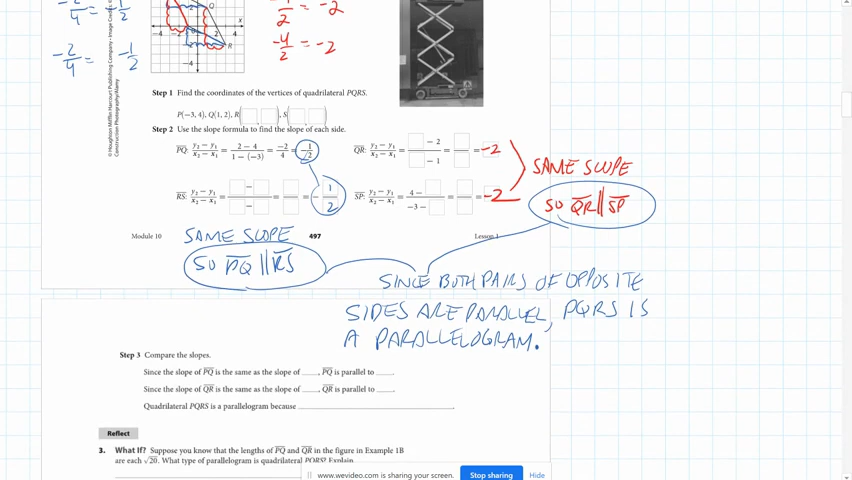 -2/4 = -1/2
-2/4 = -1/2
/2 = -2
-4/2 = -2
Q
R
x
-4
2
4
-4
© Houghton Mifflin Harcourt Publishing Company • Image Credits:
Construction Photography/Alamy
Step 1 Find the coordinates of the vertices of quadrilateral PQRS.
P(−3, 4), Q(1, 2), R( , ), S( , )
Step 2 Use the slope formula to find the slope of each side.
PQ: y2 − y1 / x2 − x1 = 2 − 4 / 1 − (−3) = −2/4 = −1/2
QR: y2 − y1 / x2 − x1 = − 2 / − 1 = = -2
RS: y2 − y1 / x2 − x1 = − / − = = − 1/2
SP: y2 − y1 / x2 − x1 = 4 − / −3 − = = -2
SAME SLOPE
SO QR || SP
Module 10
497
Lesson 1
SAME SLOPE
SO PQ || RS
SINCE BOTH PAIRS OF OPPOSITE
SIDES ARE PARALLEL, PQRS IS
A PARALLELOGRAM.
Step 3 Compare the slopes.
Since the slope of PQ is the same as the slope of ____, PQ is parallel to ____.
Since the slope of QR is the same as the slope of ____, QR is parallel to ____.
Quadrilateral PQRS is a parallelogram because ____.
Reflect
3. What If? Suppose you know that the lengths of PQ and QR in the figure in Example 1B
are each √20. What type of parallelogram is quadrilateral PQRS? Explain.
www.wevideo.com is sharing your screen.
Stop sharing
Hide